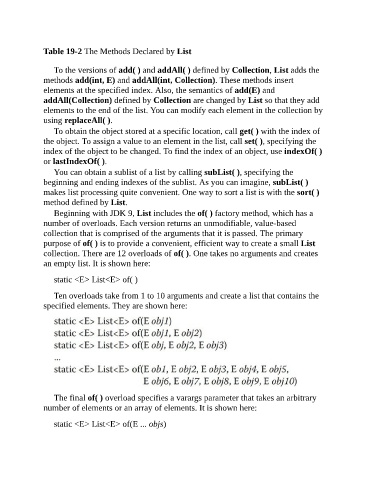 Table 19-2 The Methods Declared by List
To the versions of add( ) and addAll( ) defined by Collection, List adds the
methods add(int, E) and addAll(int, Collection). These methods insert
elements at the specified index. Also, the semantics of add(E) and
addAll(Collection) defined by Collection are changed by List so that they add
elements to the end of the list. You can modify each element in the collection by
using replaceAll( ).
To obtain the object stored at a specific location, call get( ) with the index of
the object. To assign a value to an element in the list, call set( ), specifying the
index of the object to be changed. To find the index of an object, use indexOf( )
or lastIndexOf( ).
You can obtain a sublist of a list by calling subList( ), specifying the
beginning and ending indexes of the sublist. As you can imagine, subList( )
makes list processing quite convenient. One way to sort a list is with the sort( )
method defined by List.
Beginning with JDK 9, List includes the of( ) factory method, which has a
number of overloads. Each version returns an unmodifiable, value-based
collection that is comprised of the arguments that it is passed. The primary
purpose of of( ) is to provide a convenient, efficient way to create a small List
collection. There are 12 overloads of of( ). One takes no arguments and creates
an empty list. It is shown here:
static <E> List<E> of( )
Ten overloads take from 1 to 10 arguments and create a list that contains the
specified elements. They are shown here:
static <E> List<E> of(E obj1)
static <E> List<E> of(E obj1, E obj2)
static <E> List<E> of(E obj, E obj2, E obj3)
...
static <E> List<E> of(E ob1, E obj2, E obj3, E obj4, E obj5,
E obj6, E obj7, E obj8, E obj9, E obj10)
The final of( ) overload specifies a varargs parameter that takes an arbitrary
number of elements or an array of elements. It is shown here:
static <E> List<E> of(E ... objs)